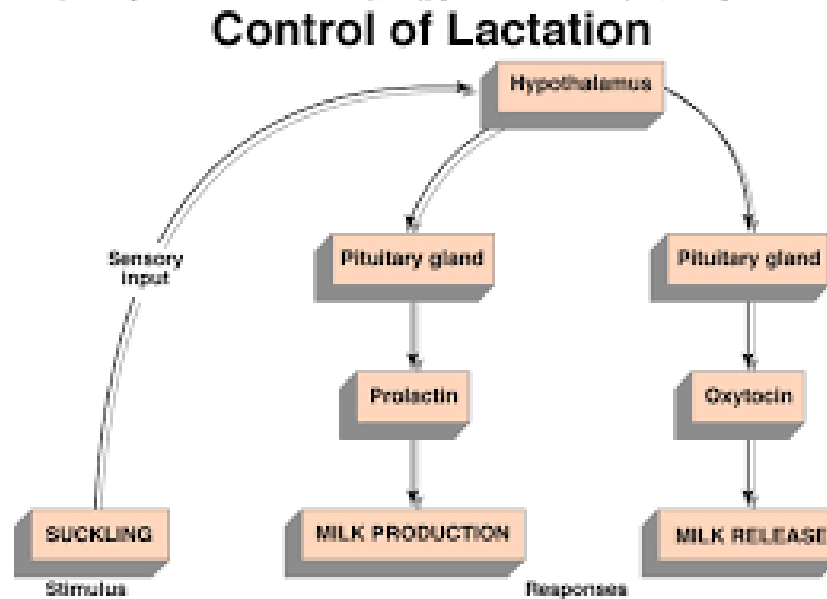 Control of Lactation
Hypothalamus
Sensory
input
Pituitary gland
Pituitary gland
Prolactin
Oxytocin
SUCKLING
MILK PRODUCTION
MILK RELEASE
Stimulus
Responses